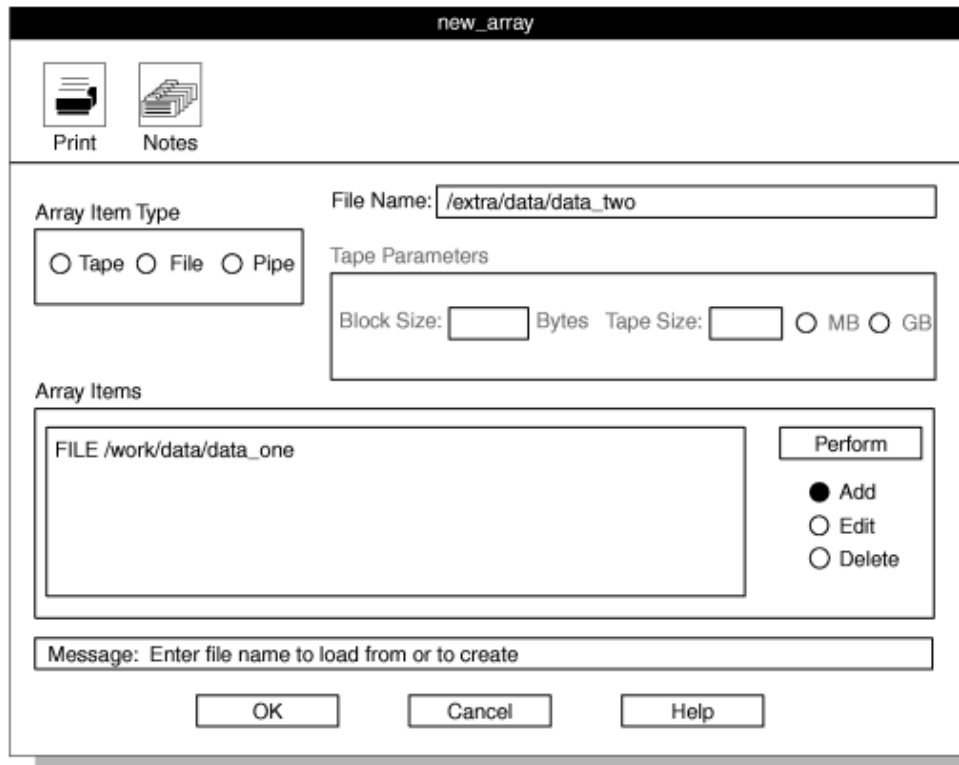 new_array
Print Notes
File Name: /extra/data/data_two
Array Item Type
Tape File Pipe
Tape Parameters
Block Size: Bytes Tape Size: MB GB
Array Items
FILE /work/data/data_one
Perform
Add
Edit
Delete
Message: Enter file name to load from or to create
OK Cancel Help